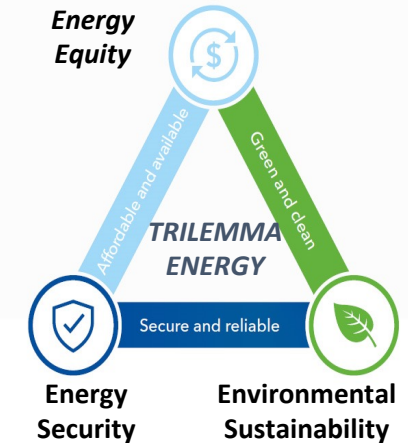 Energy
Equity
$
Affordable and available
Green and clean
TRILEMMA
ENERGY
Secure and reliable
Energy
Security
Environmental
Sustainability